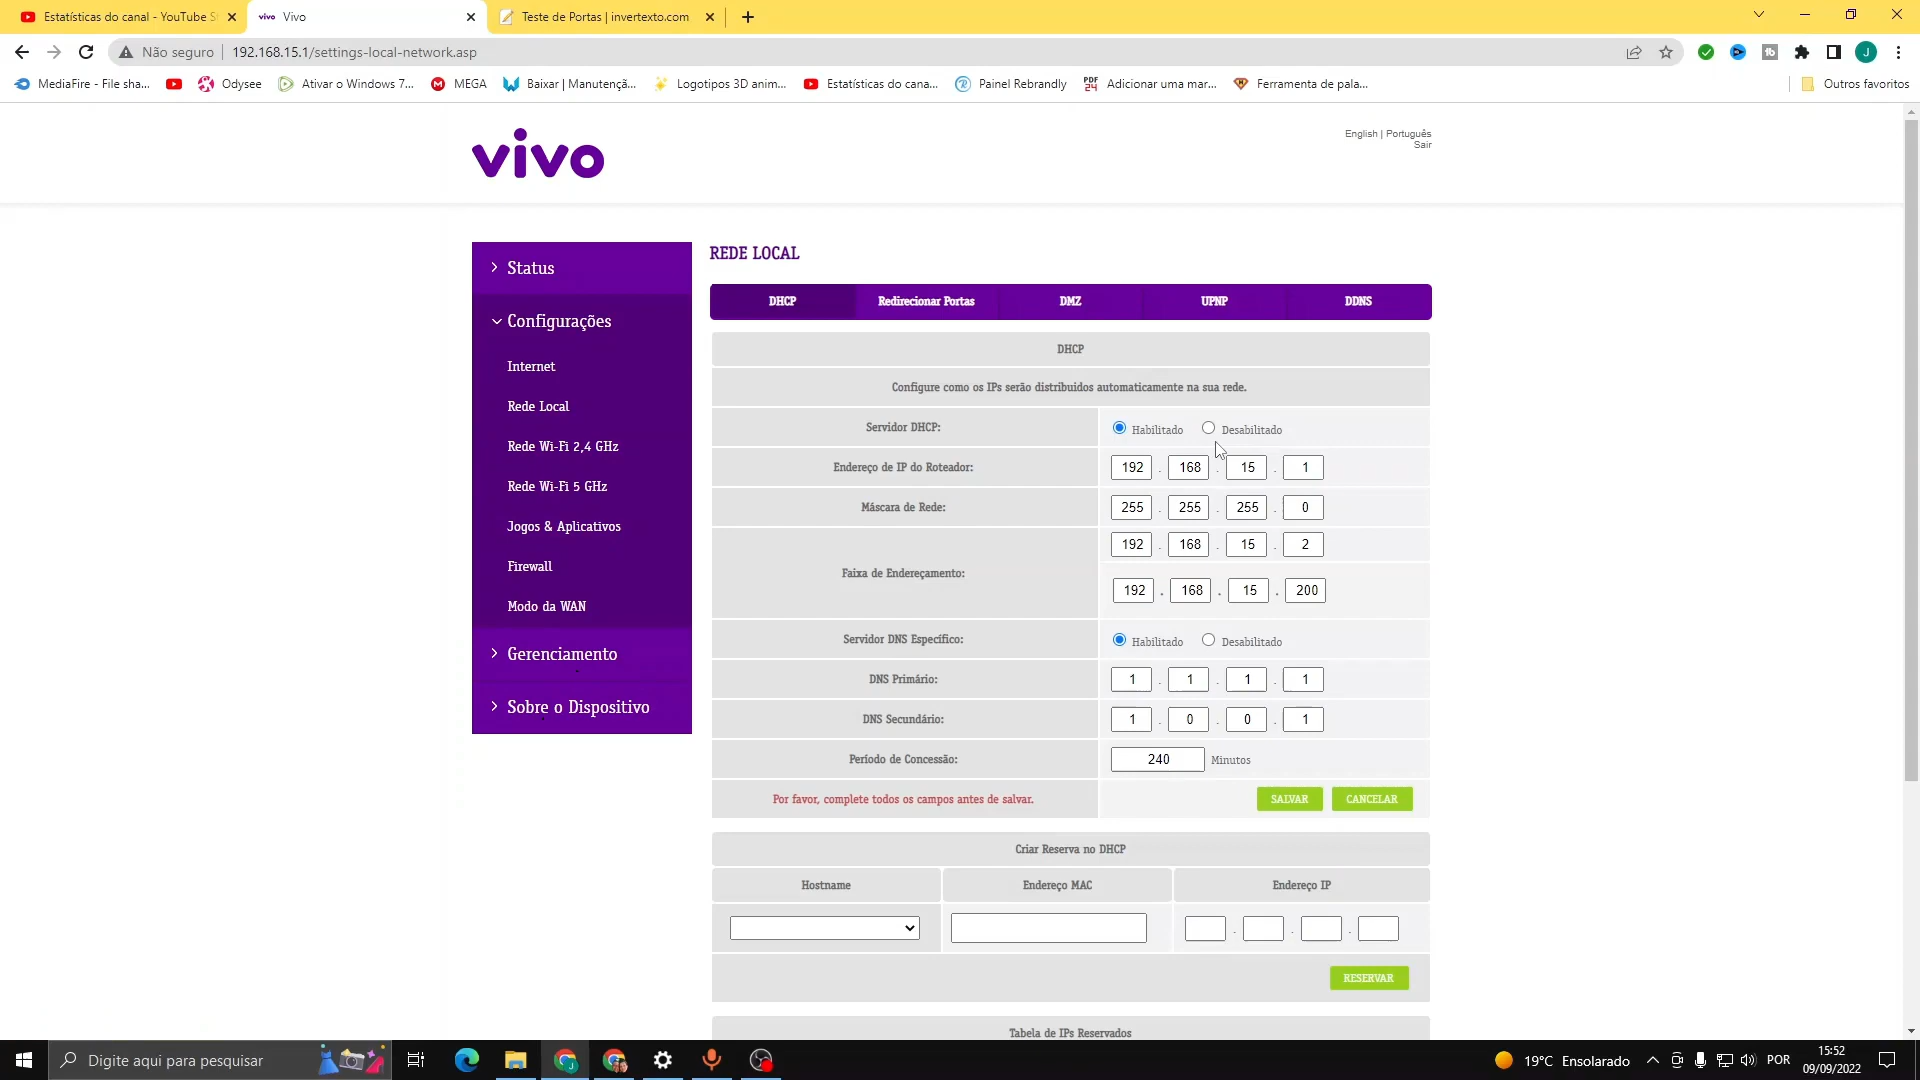 Estatísticas do canal - YouTube S
Vivo
Teste de Portas | invertexto.com
Não seguro
192.168.15.1/settings-local-network.asp
MediaFire - File sha...
Odysee
Ativar o Windows 7...
MEGA
Baixar | Manutençã...
Logotipos 3D anim...
Estatísticas do cana...
Painel Rebrandly
Adicionar uma mar...
Ferramenta de pala...
Outros favoritos
vivo
English | Português
Sair
Status
Configurações
Internet
Rede Local
Rede Wi-Fi 2,4 GHz
Rede Wi-Fi 5 GHz
Jogos & Aplicativos
Firewall
Modo da WAN
Gerenciamento
Sobre o Dispositivo
REDE LOCAL
DHCP Redirecionar Portas DMZ UPNP DDNS
DHCP
Configure como os IPs serão distribuidos automaticamente na sua rede.
Servidor DHCP: Habilitado Desabilitado
Endereço de IP do Roteador: 192 . 168 . 15 . 1
Máscara de Rede: 255 . 255 . 255 . 0
Faixa de Endereçamento: 192 . 168 . 15 . 2
192 . 168 . 15 . 200
Servidor DNS Específico: Habilitado Desabilitado
DNS Primário: 1 . 1 . 1 . 1
DNS Secundário: 1 . 0 . 0 . 1
Período de Concessão: 240 Minutos
Por favor, complete todos os campos antes de salvar. SALVAR CANCELAR
Criar Reserva no DHCP
Hostname Endereço MAC Endereço IP
. . .
RESERVAR
Tabela de IPs Reservados
Digite aqui para pesquisar
19°C Ensolarado
POR
15:52
09/09/2022